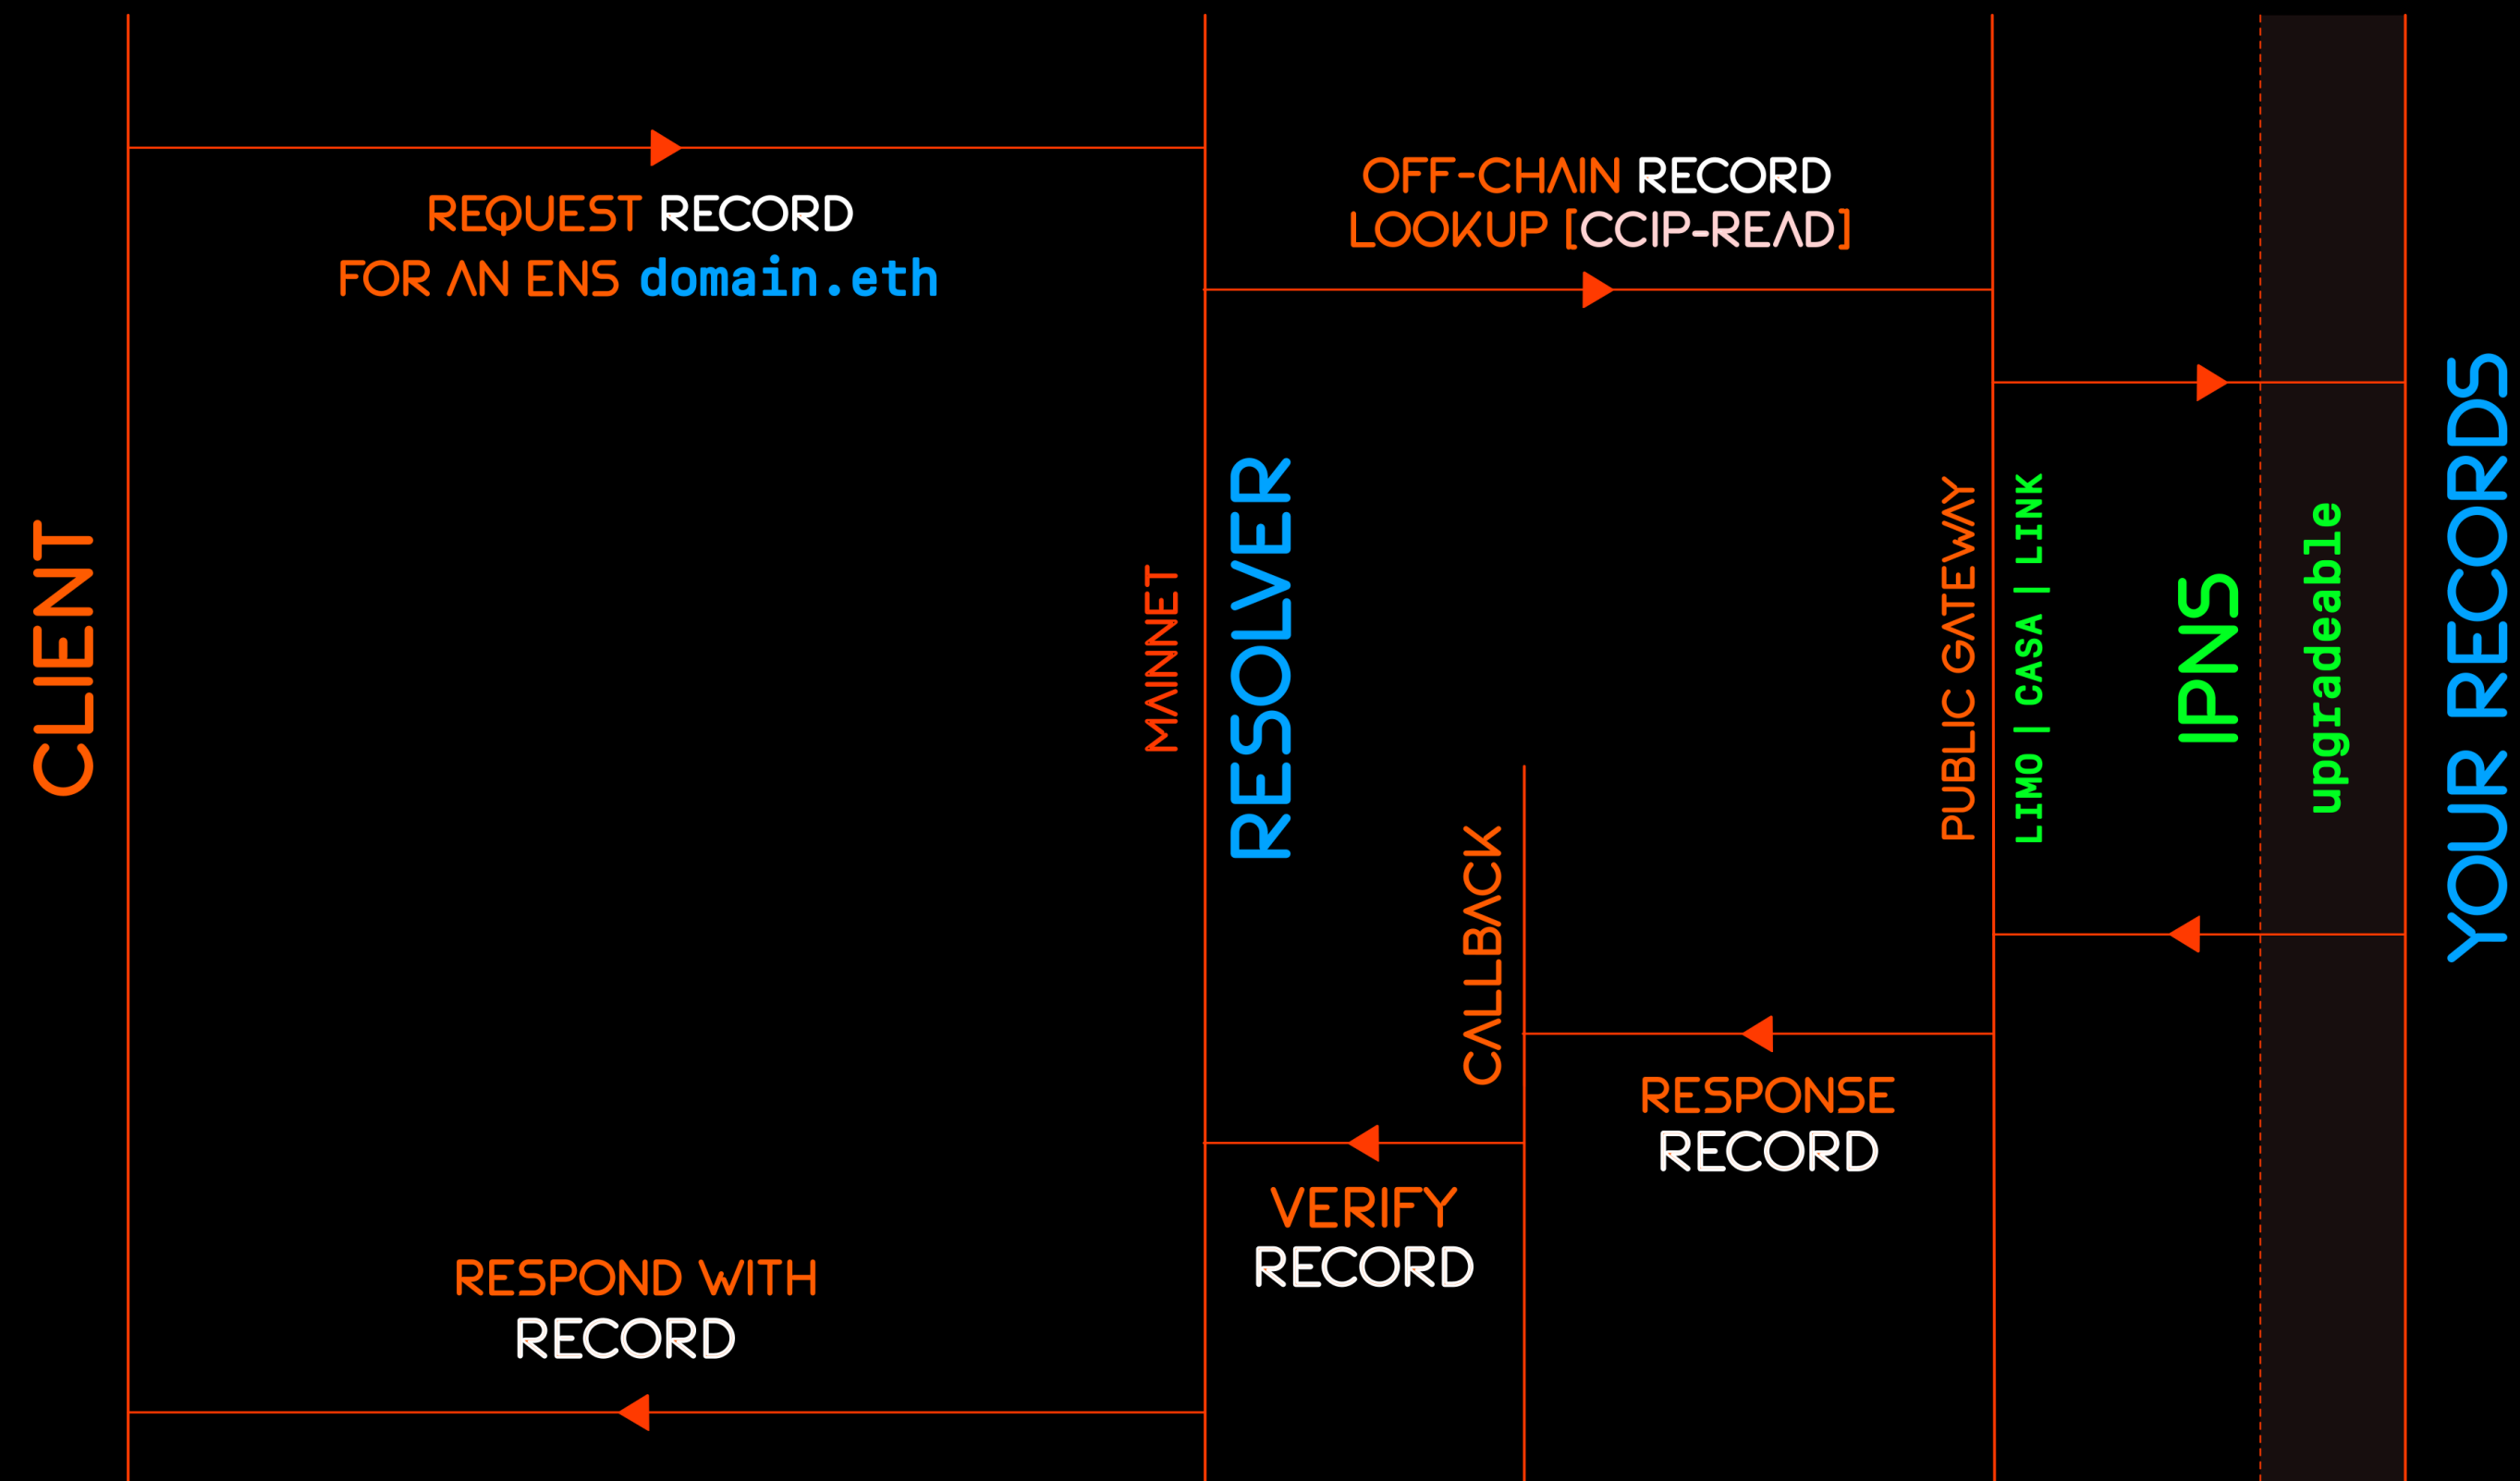 REQUEST RECORD
FOR AN ENS domain.eth
OFF-CHAIN RECORD
LOOKUP [CCIP-READ]
CLIENT
MAINNET
RESOLVER
CALLBACK
PUBLIC GATEWAY
LIMO | CASA | LINK
IPNS
upgradeable
YOUR RECORDS
RESPONSE
RECORD
VERIFY
RECORD
RESPOND WITH
RECORD